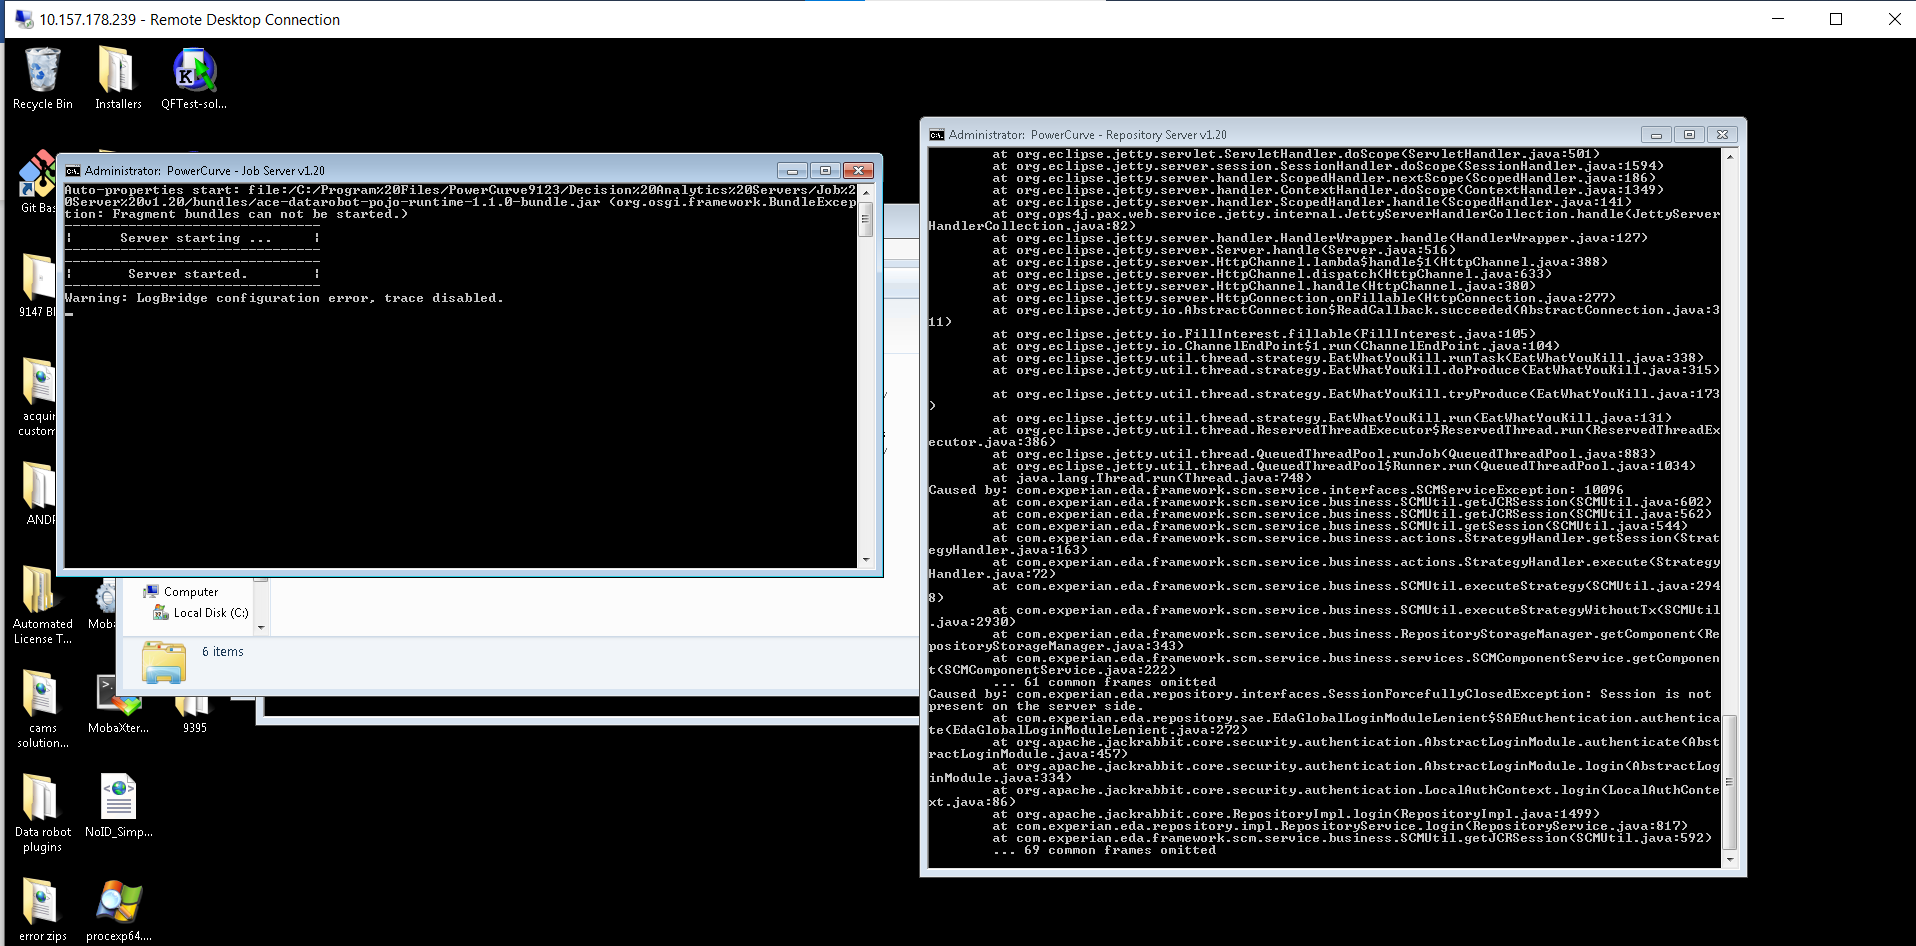 10.157.178.239 - Remote Desktop Connection
Recycle Bin
Installers
QFTest-sol...
Git Bas
9147 Bl
acquir
custom
ANDF
Automated
License T...
Moba
cams
solution...
MobaXter...
9395
Data robot
plugins
NoID_Simp...
error zips
procexp64....
Administrator: PowerCurve - Job Server v1.20
Auto-properties start: file:/C:/Program%20Files/PowerCurve9123/Decision%20Analytics%20Servers/Job%2
0Server%20v1.20/bundles/ace-datarobot-pojo-runtime-1.1.0-bundle.jar (org.osgi.framework.BundleExcep
tion: Fragment bundles can not be started.)
--------------------------------
|      Server starting ...      |
--------------------------------
--------------------------------
|       Server started.        |
--------------------------------
Warning: LogBridge configuration error, trace disabled.
Computer
Local Disk (C:)
6 items
Administrator: PowerCurve - Repository Server v1.20
at org.eclipse.jetty.servlet.ServletHandler.doScope(ServletHandler.java:501)
at org.eclipse.jetty.server.session.SessionHandler.doScope(SessionHandler.java:1594)
at org.eclipse.jetty.server.handler.ScopedHandler.nextScope(ScopedHandler.java:186)
at org.eclipse.jetty.server.handler.ContextHandler.doScope(ContextHandler.java:1349)
at org.eclipse.jetty.server.handler.ScopedHandler.handle(ScopedHandler.java:141)
at org.ops4j.pax.web.service.jetty.internal.JettyServerHandlerCollection.handle(JettyServer
HandlerCollection.java:82)
at org.eclipse.jetty.server.handler.HandlerWrapper.handle(HandlerWrapper.java:127)
at org.eclipse.jetty.server.Server.handle(Server.java:516)
at org.eclipse.jetty.server.HttpChannel.lambda$handle$1(HttpChannel.java:388)
at org.eclipse.jetty.server.HttpChannel.dispatch(HttpChannel.java:633)
at org.eclipse.jetty.server.HttpChannel.handle(HttpChannel.java:380)
at org.eclipse.jetty.server.HttpConnection.onFillable(HttpConnection.java:277)
at org.eclipse.jetty.io.AbstractConnection$ReadCallback.succeeded(AbstractConnection.java:3
11)
at org.eclipse.jetty.io.FillInterest.fillable(FillInterest.java:105)
at org.eclipse.jetty.io.ChannelEndPoint$1.run(ChannelEndPoint.java:104)
at org.eclipse.jetty.util.thread.strategy.EatWhatYouKill.runTask(EatWhatYouKill.java:338)
at org.eclipse.jetty.util.thread.strategy.EatWhatYouKill.doProduce(EatWhatYouKill.java:315)
at org.eclipse.jetty.util.thread.strategy.EatWhatYouKill.tryProduce(EatWhatYouKill.java:173
)
at org.eclipse.jetty.util.thread.strategy.EatWhatYouKill.run(EatWhatYouKill.java:131)
at org.eclipse.jetty.util.thread.ReservedThreadExecutor$ReservedThread.run(ReservedThreadEx
ecutor.java:386)
at org.eclipse.jetty.util.thread.QueuedThreadPool.runJob(QueuedThreadPool.java:883)
at org.eclipse.jetty.util.thread.QueuedThreadPool$Runner.run(QueuedThreadPool.java:1034)
at java.lang.Thread.run(Thread.java:748)
Caused by: com.experian.eda.framework.scm.service.interfaces.SCMServiceException: 10096
at com.experian.eda.framework.scm.service.business.SCMUtil.getJCRSession(SCMUtil.java:602)
at com.experian.eda.framework.scm.service.business.SCMUtil.getJCRSession(SCMUtil.java:562)
at com.experian.eda.framework.scm.service.business.SCMUtil.getSession(SCMUtil.java:544)
at com.experian.eda.framework.scm.service.business.actions.StrategyHandler.getSession(Strat
egyHandler.java:163)
at com.experian.eda.framework.scm.service.business.actions.StrategyHandler.execute(Strategy
Handler.java:72)
at com.experian.eda.framework.scm.service.business.SCMUtil.executeStrategy(SCMUtil.java:294
8)
at com.experian.eda.framework.scm.service.business.SCMUtil.executeStrategyWithoutTx(SCMUtil
.java:2930)
at com.experian.eda.framework.scm.service.business.RepositoryStorageManager.getComponent(Re
positoryStorageManager.java:343)
at com.experian.eda.framework.scm.service.business.services.SCMComponentService.getComponen
t(SCMComponentService.java:222)
... 61 common frames omitted
Caused by: com.experian.eda.repository.interfaces.SessionForcefullyClosedException: Session is not
present on the server side.
at com.experian.eda.repository.sae.EdaGlobalLoginModuleLenient$SAEAuthentication.authentica
te(EdaGlobalLoginModuleLenient.java:272)
at org.apache.jackrabbit.core.security.authentication.AbstractLoginModule.authenticate(Abst
ractLoginModule.java:457)
at org.apache.jackrabbit.core.security.authentication.AbstractLoginModule.login(AbstractLog
inModule.java:334)
at org.apache.jackrabbit.core.security.authentication.LocalAuthContext.login(LocalAuthConte
xt.java:86)
at org.apache.jackrabbit.core.RepositoryImpl.login(RepositoryImpl.java:1499)
at com.experian.eda.repository.impl.RepositoryService.login(RepositoryService.java:817)
at com.experian.eda.framework.scm.service.business.SCMUtil.getJCRSession(SCMUtil.java:592)
... 69 common frames omitted